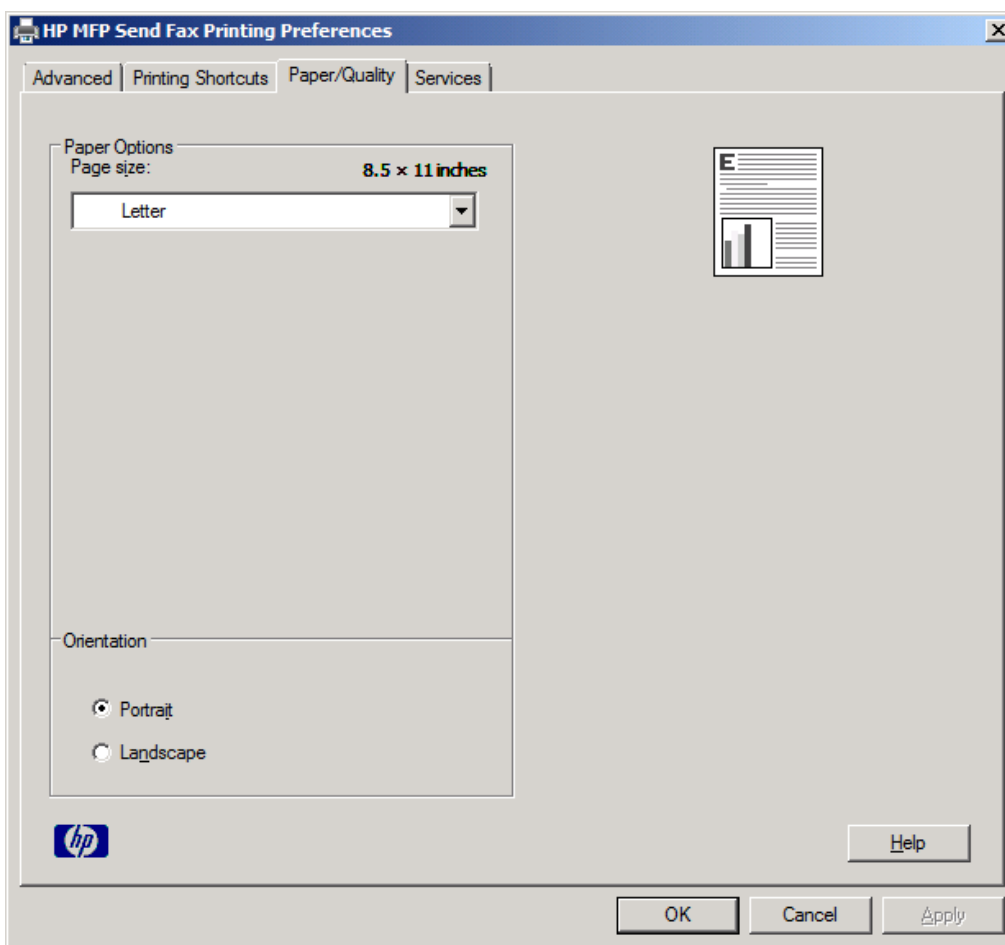 HP MFP Send Fax Printing Preferences
Advanced Printing Shortcuts Paper/Quality Services
Paper Options
Page size: 8.5 × 11 inches
Letter
E
Orientation
Portrait
Landscape
hp
Help
OK Cancel Apply